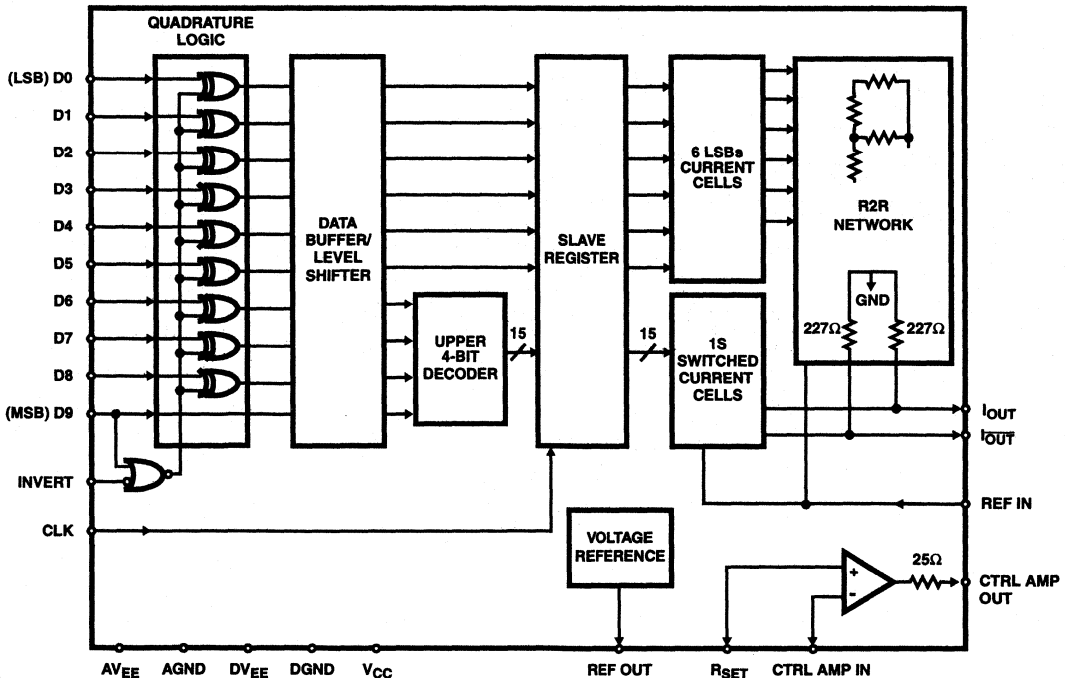 QUADRATURE
LOGIC
(LSB) D0
D1
D2
D3
D4
D5
D6
D7
D8
(MSB) D9
INVERT
CLK
DATA
BUFFER/
LEVEL
SHIFTER
UPPER
4-BIT
DECODER
15
SLAVE
REGISTER
15
6 LSBs
CURRENT
CELLS
1S
SWITCHED
CURRENT
CELLS
R2R
NETWORK
GND
227Ω
227Ω
IOUT
I̅O̅U̅T̅
REF IN
VOLTAGE
REFERENCE
+
-
25Ω
CTRL AMP
OUT
AVEE
AGND
DVEE
DGND
VCC
REF OUT
RSET
CTRL AMP IN